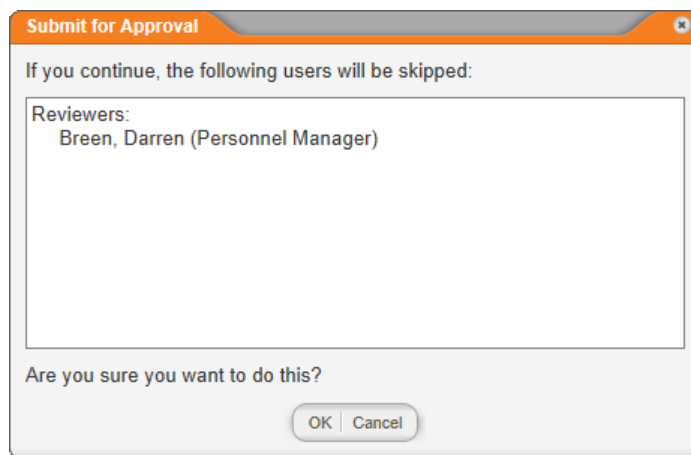 Submit for Approval
If you continue, the following users will be skipped:
Reviewers:
Breen, Darren (Personnel Manager)
Are you sure you want to do this?
OK Cancel